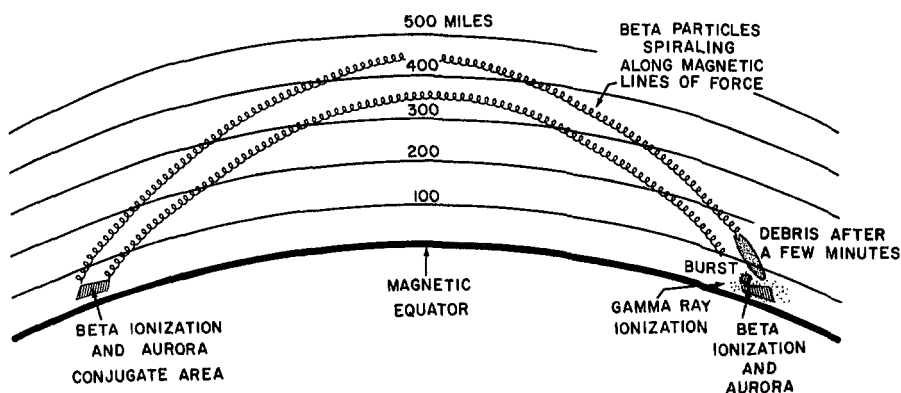 500 MILES
400
300
200
100
BETA PARTICLES
SPIRALING
ALONG MAGNETIC
LINES OF FORCE
DEBRIS AFTER
A FEW MINUTES
BURST
MAGNETIC
EQUATOR
GAMMA RAY
IONIZATION
BETA IONIZATION
AND AURORA
CONJUGATE AREA
BETA
IONIZATION
AND
AURORA